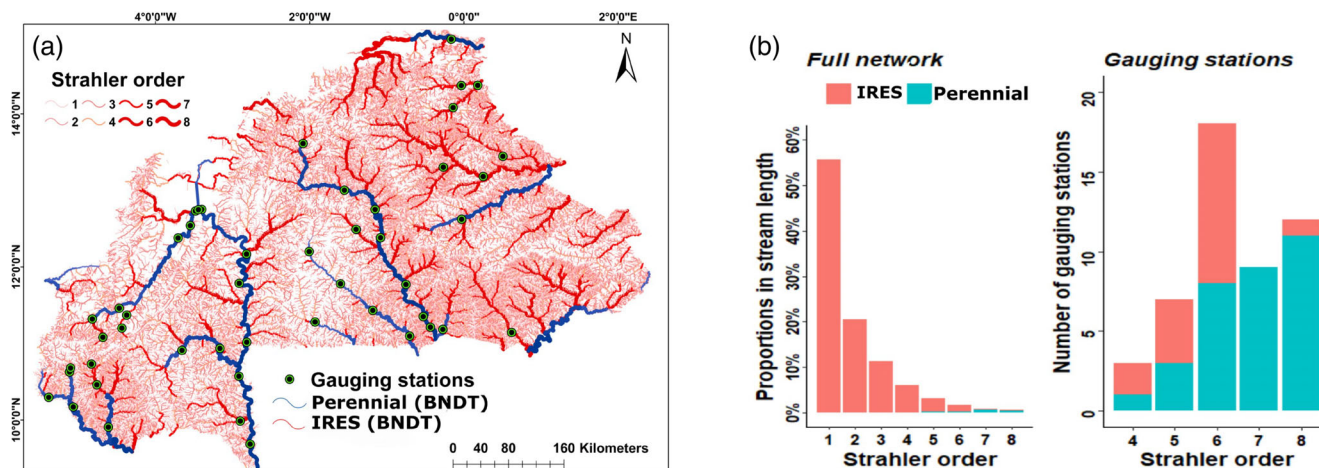 4°0'0"W 2°0'0"W 0°0'0" 2°0'0"E
(a)
N
Strahler order
1 3 5 7
2 4 6 8
14°0'0"N
12°0'0"N
10°0'0"N
Gauging stations
Perennial (BNDT)
IRES (BNDT)
0 40 80 160 Kilometers
(b)
Full network
IRES Perennial
Proportions in stream length
60%
50%
40%
30%
20%
10%
0%
1 2 3 4 5 6 7 8
Strahler order
Gauging stations
Number of gauging stations
20
15
10
5
0
4 5 6 7 8
Strahler order